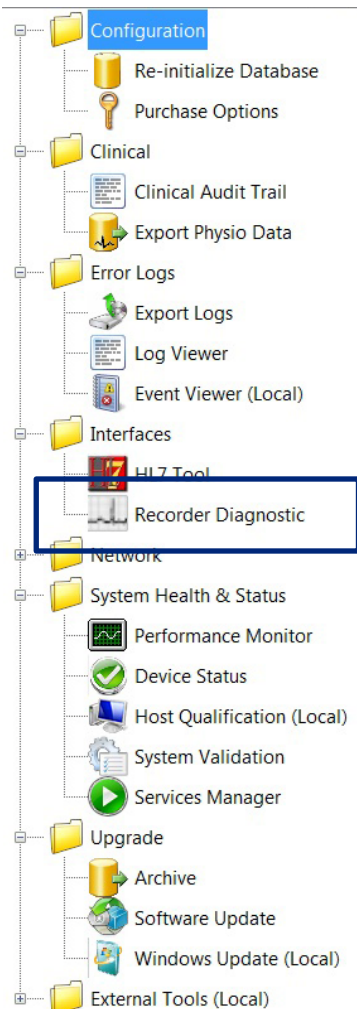 Configuration
Re-initialize Database
Purchase Options
Clinical
Clinical Audit Trail
Export Physio Data
Error Logs
Export Logs
Log Viewer
Event Viewer (Local)
Interfaces
HL7 Tool
Recorder Diagnostic
Network
System Health & Status
Performance Monitor
Device Status
Host Qualification (Local)
System Validation
Services Manager
Upgrade
Archive
Software Update
Windows Update (Local)
External Tools (Local)